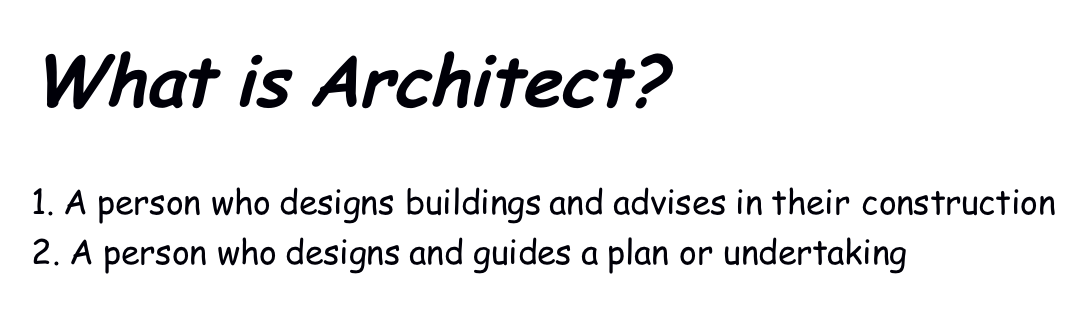 What is Architect?
1. A person who designs buildings and advises in their construction
2. A person who designs and guides a plan or undertaking